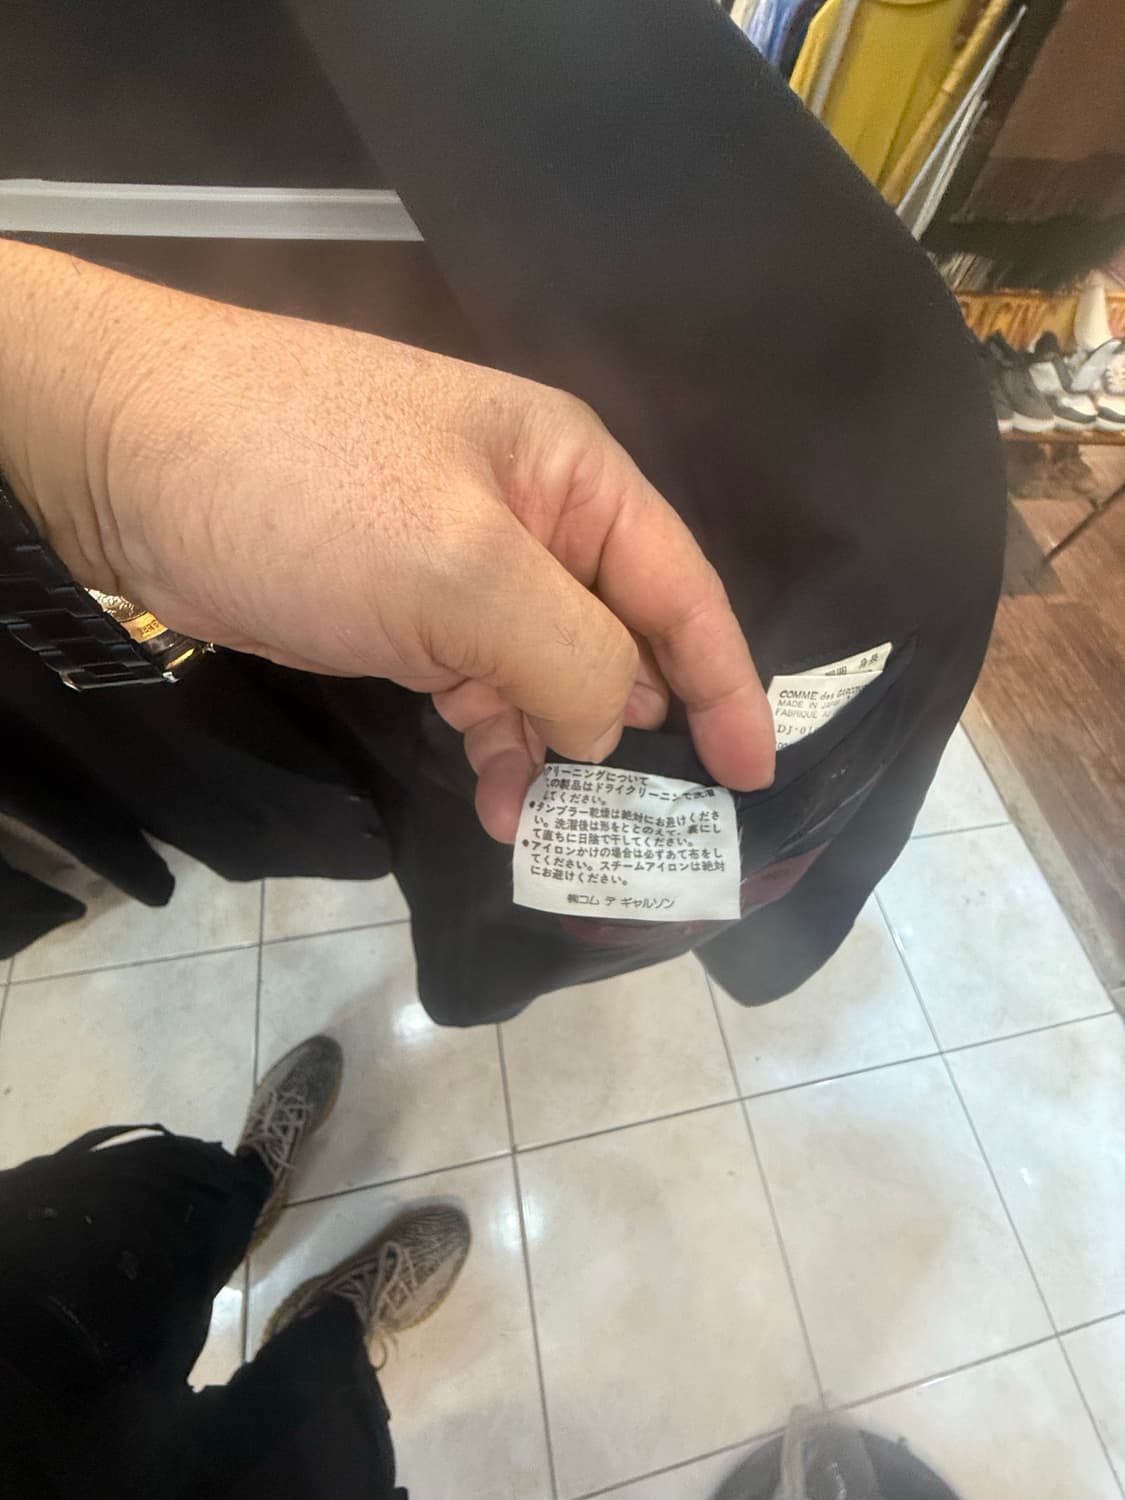 身長
COMME des GARÇONS
MADE IN JAPAN
FABRIQUÉ AU
DJ-01
クリーニングについて
この製品はドライクリーニングで洗濯
してください。
●タンブラー乾燥は絶対にお避けくださ
い。洗濯後は形をととのえて、裏にし
て直ちに日陰で干してください。
●アイロンかけの場合は必ずあて布をし
てください。スチームアイロンは絶対
にお避けください。
㈱コム デ ギャルソン